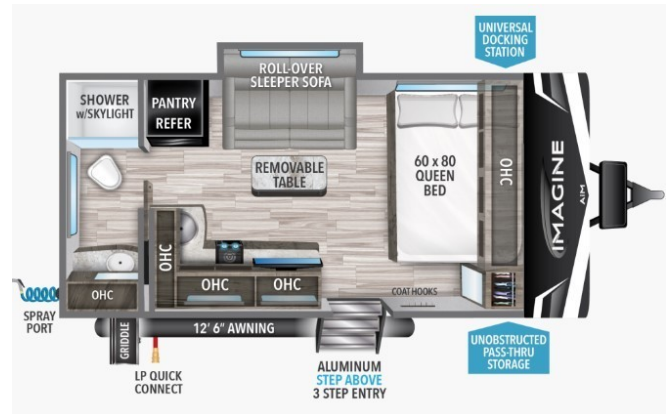 UNIVERSAL
DOCKING
STATION
ROLL-OVER
SLEEPER SOFA
SHOWER
w/SKYLIGHT
PANTRY
REFER
REMOVABLE
TABLE
60 x 80
QUEEN
BED
OHC
IMAGINE
AIM
OHC
OHC
OHC
OHC
COAT HOOKS
SPRAY
PORT
GRIDDLE
12' 6" AWNING
LP QUICK
CONNECT
ALUMINUM
STEP ABOVE
3 STEP ENTRY
UNOBSTRUCTED
PASS-THRU
STORAGE